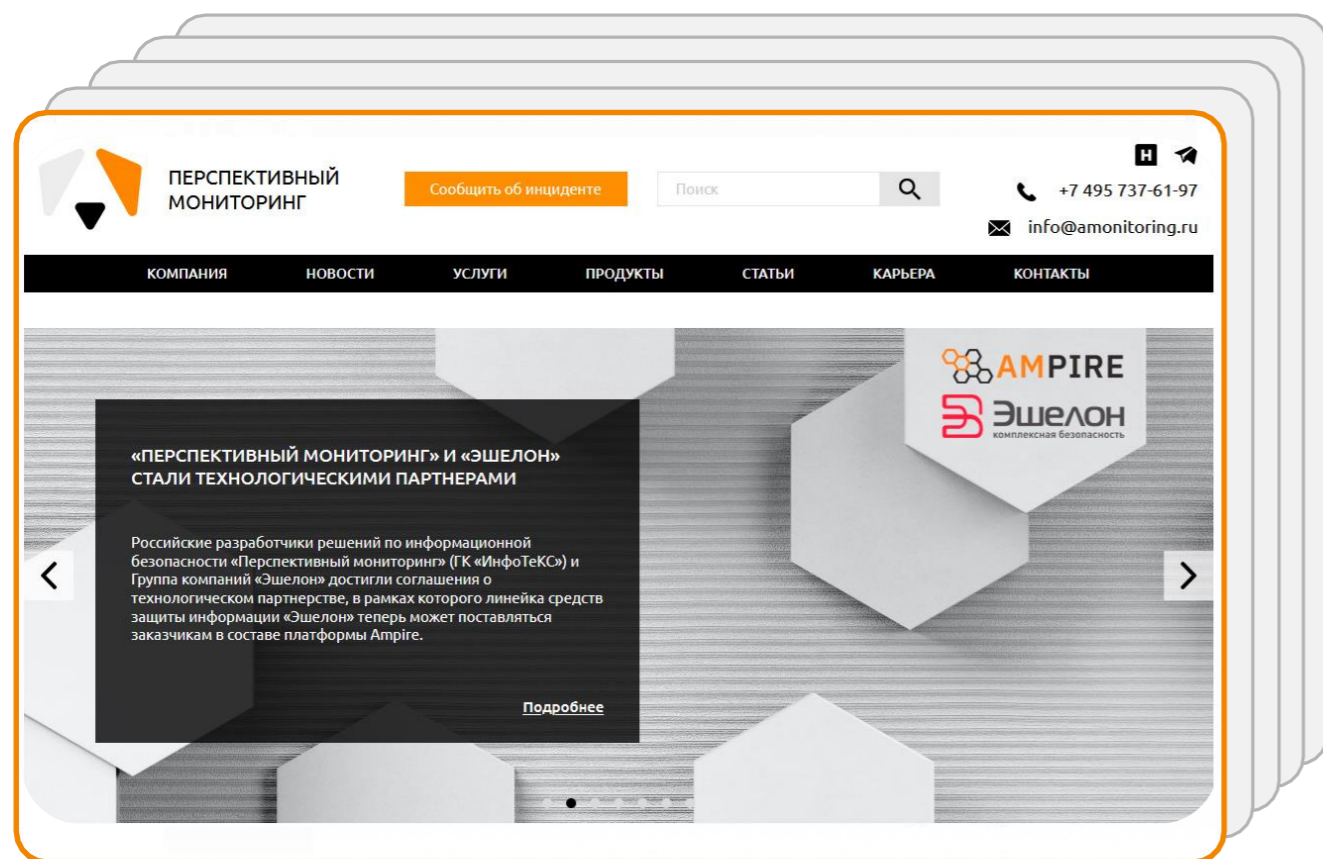 ПЕРСПЕКТИВНЫЙ
МОНИТОРИНГ
Сообщить об инциденте
Поиск
H
+7 495 737-61-97
info@amonitoring.ru
КОМПАНИЯ НОВОСТИ УСЛУГИ ПРОДУКТЫ СТАТЬИ КАРЬЕРА КОНТАКТЫ
AMPIRE
Эшелон
комплексная безопасность
«ПЕРСПЕКТИВНЫЙ МОНИТОРИНГ» И «ЭШЕЛОН»
СТАЛИ ТЕХНОЛОГИЧЕСКИМИ ПАРТНЕРАМИ
Российские разработчики решений по информационной
безопасности «Перспективный мониторинг» (ГК «ИнфоТеКС») и
Группа компаний «Эшелон» достигли соглашения о
технологическом партнерстве, в рамках которого линейка средств
защиты информации «Эшелон» теперь может поставляться
заказчикам в составе платформы Ampire.
Подробнее